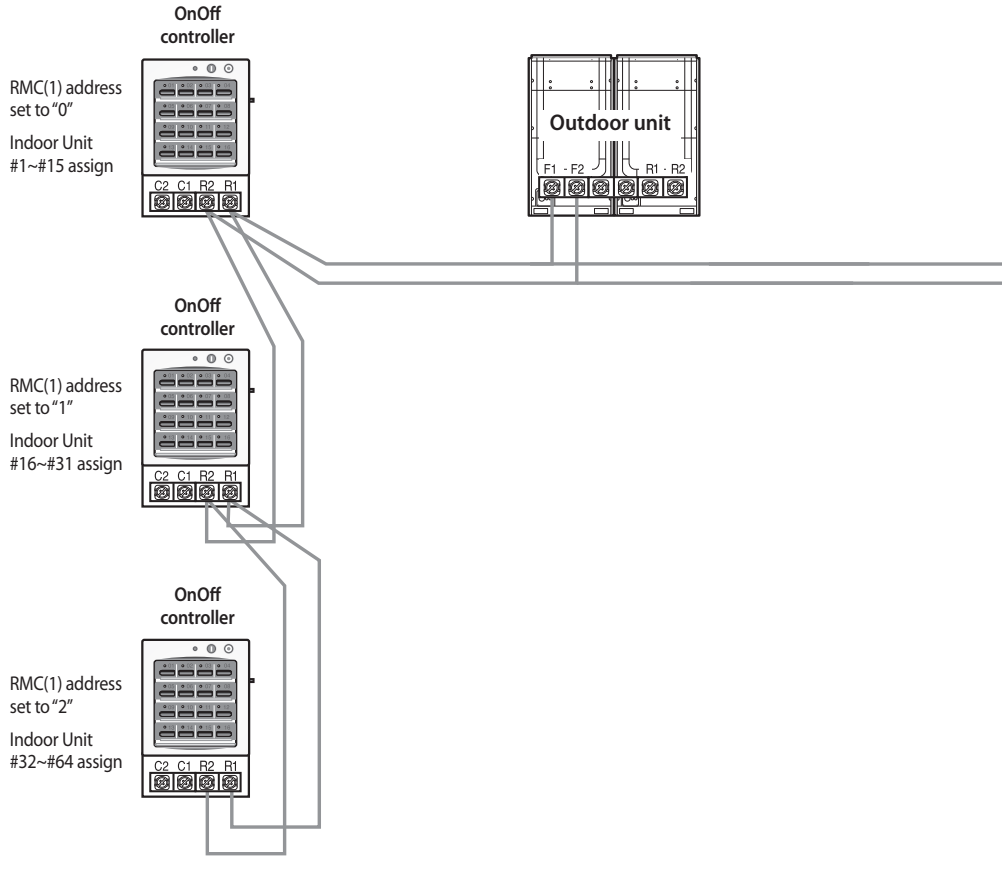 OnOff
controller
RMC(1) address
set to “0”
Indoor Unit
#1~#15 assign
C2 C1 R2 R1
Outdoor unit
F1 - F2 R1 - R2
OnOff
controller
RMC(1) address
set to “1”
Indoor Unit
#16~#31 assign
C2 C1 R2 R1
OnOff
controller
RMC(1) address
set to “2”
Indoor Unit
#32~#64 assign
C2 C1 R2 R1